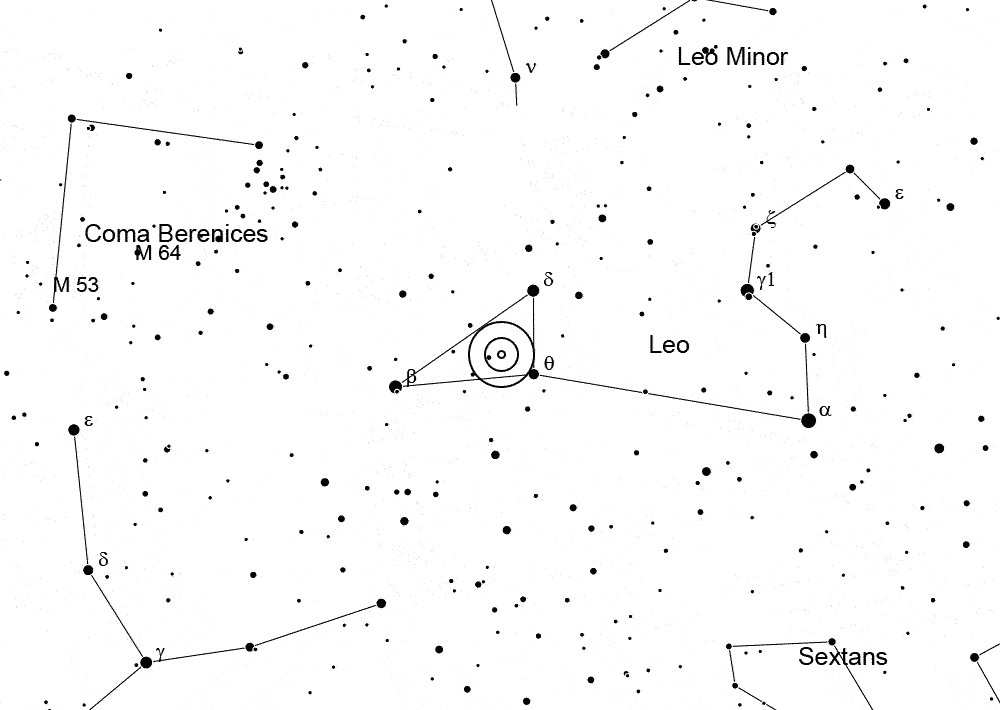 Leo Minor
ν
ε
ζ
Coma Berenices
M 64
M 53
δ
γ1
η
Leo
θ
β
α
ε
δ
γ
Sextans